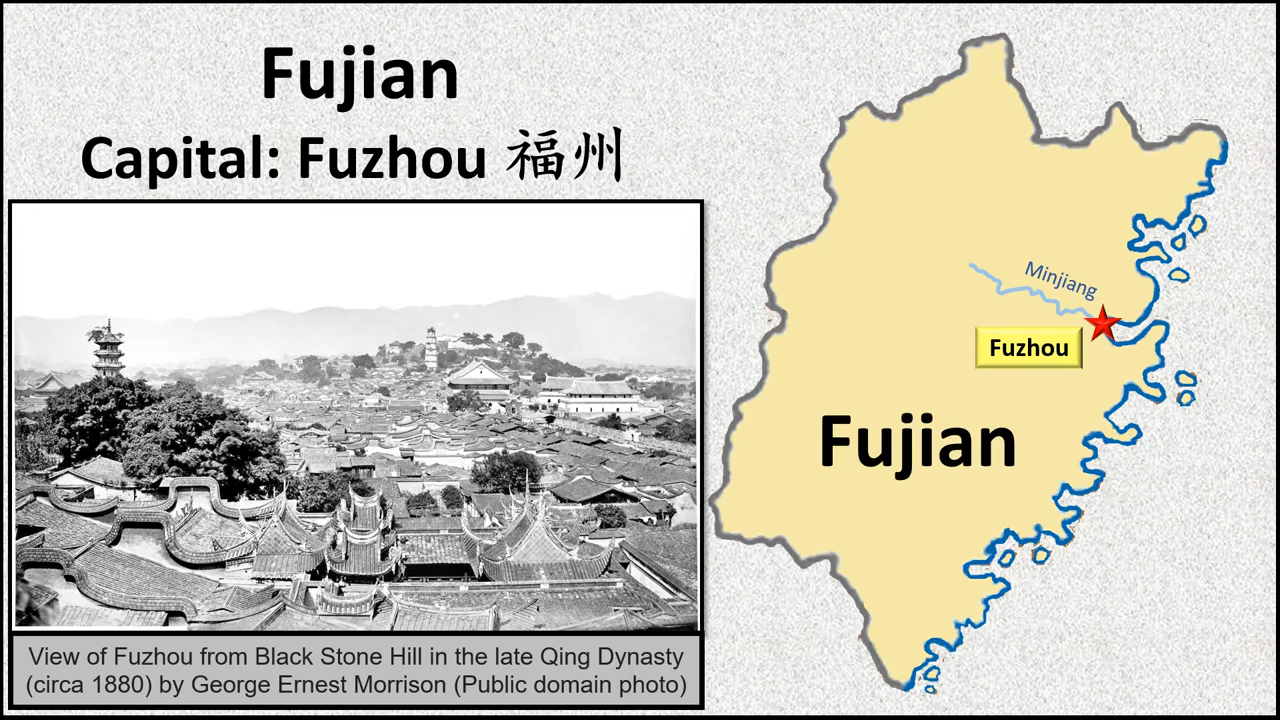 Fujian
Capital: Fuzhou 福州
View of Fuzhou from Black Stone Hill in the late Qing Dynasty
(circa 1880) by George Ernest Morrison (Public domain photo)
Minjiang
Fuzhou
Fujian